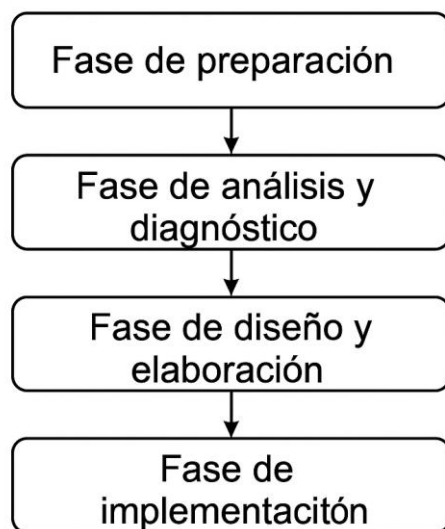 Fase de preparación
Fase de análisis y
diagnóstico
Fase de diseño y
elaboración
Fase de
implementacitón